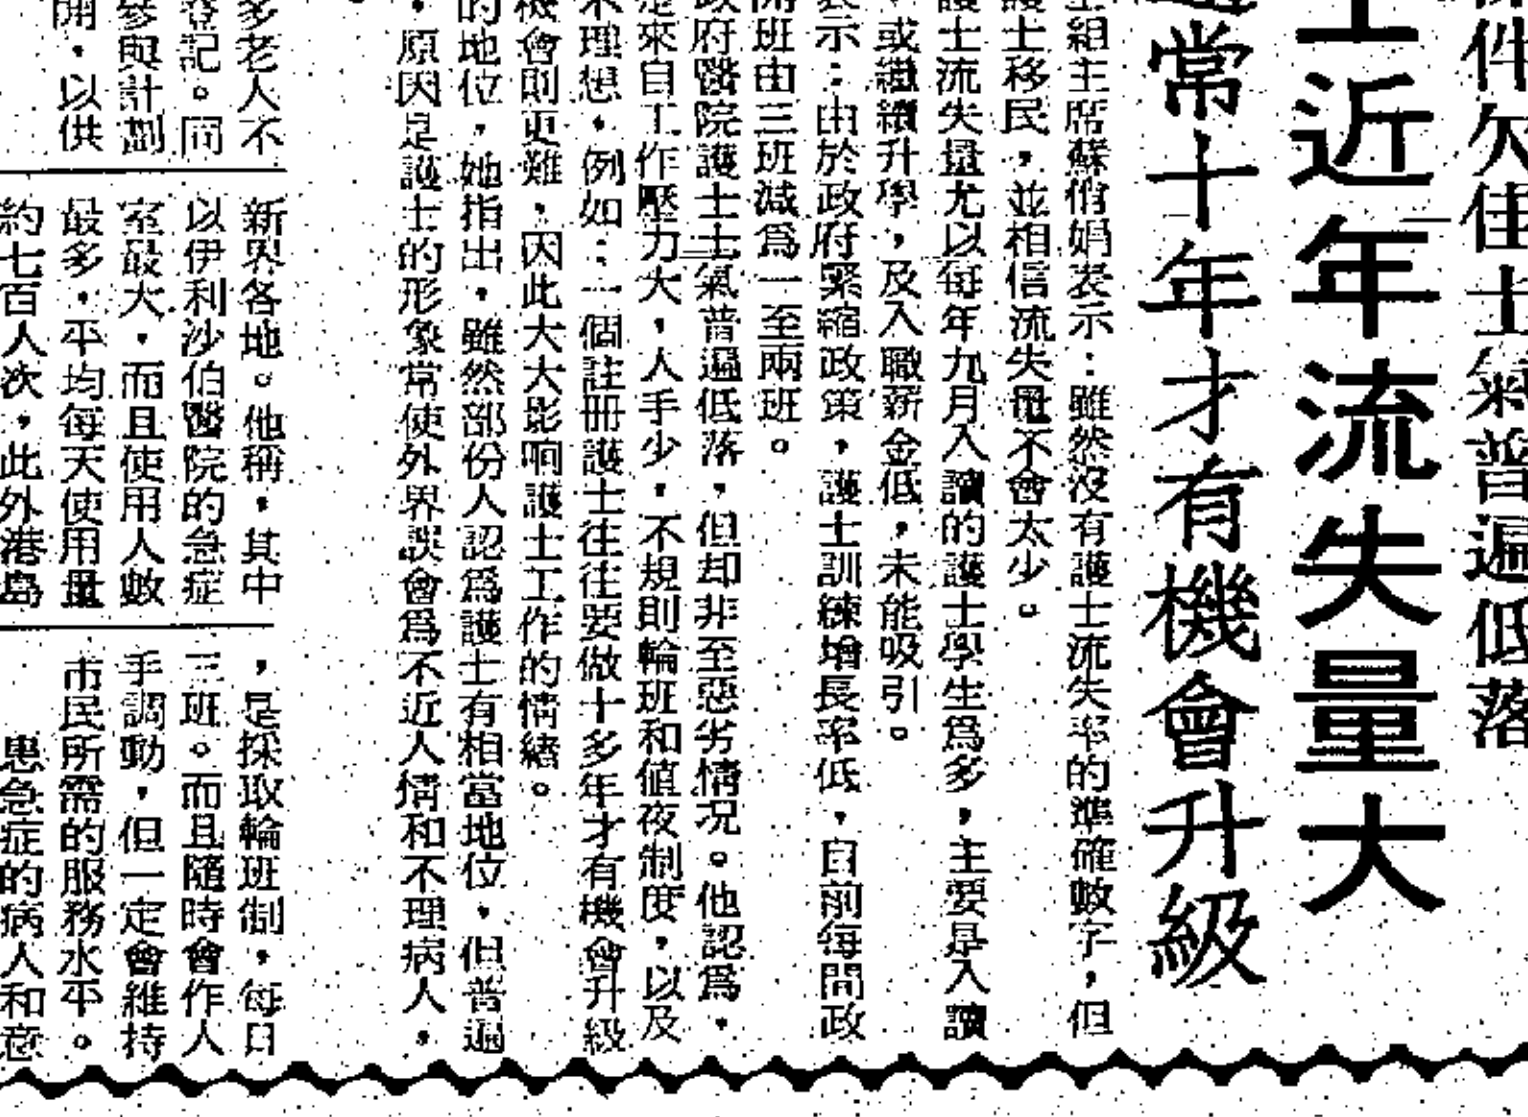 件欠佳士氣普遍低落
士近年流失量大
通常十年才有機會升級
組主席蘇俏娟表示：雖然沒有護士流失率的準確數字，但
護士移民，並相信流失量不會太少。
護士流失量尤以每年九月入讀的護士學生為多，主要是入讀
，或繼續升學，及入職薪金低，未能吸引。
表示：由於政府緊縮政策，護士訓練增長率低，目前每間政
開班由三班減為一至兩班。
政府醫院護士士氣普遍低落，但却非至惡劣情况。他認為，
是來自工作壓力大，人手少，不規則輪班和值夜制度，以及
不理想，例如：一個註冊護士往往要做十多年才有機會升級
機會則更難，因此大大影响護士工作的情緒。
的地位，她指出，雖然部份人認為護士有相當地位，但普遍
，原因是護士的形象常使外界誤會為不近人情和不理病人，
多老人不
登記。同
參與計劃
開，以供
新界各地。他稱，其中
以伊利沙伯醫院的急症
室最大，而且使用人數
最多，平均每天使用量
約七百人次，此外港島
，是採取輪班制，每日
三班。而且隨時會作人
手調動，但一定會維持
市民所需的服務水平。
患急症的病人和意